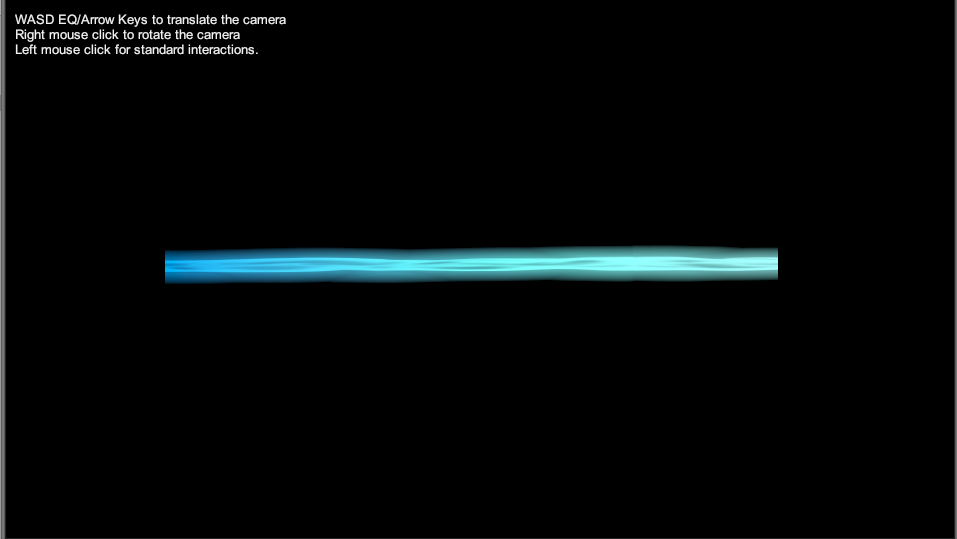 WASD EQ/Arrow Keys to translate the camera
Right mouse click to rotate the camera
Left mouse click for standard interactions.